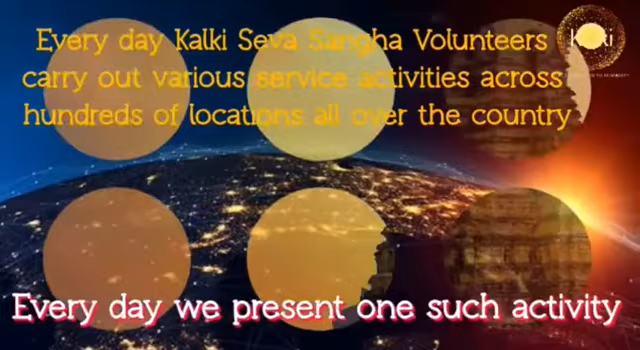 Every day Kalki Seva Sangha Volunteers
carry out various service activities across
hundreds of locations all over the country
Every day we present one such activity